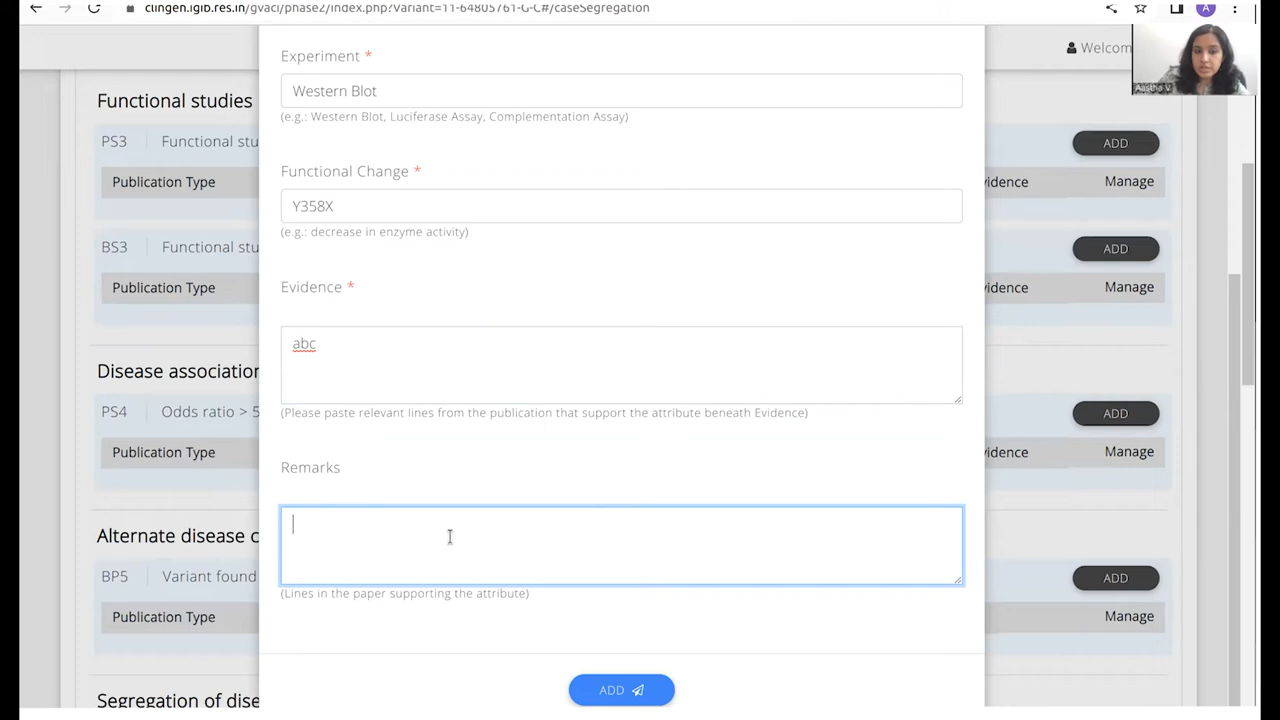 clingen.igib.res.in/gvaci/phase2/index.php?Variant=11-64805761-G-C#/caseSegregation
A
Welcom
Aastha V
Experiment *
Western Blot
(e.g.: Western Blot, Luciferase Assay, Complementation Assay)
Functional studies
PS3 Functional stu ADD
Publication Type vidence Manage
Functional Change *
Y358X
(e.g.: decrease in enzyme activity)
BS3 Functional stu ADD
Publication Type vidence Manage
Evidence *
abc
Disease association
(Please paste relevant lines from the publication that support the attribute beneath Evidence)
PS4 Odds ratio > 5 ADD
Publication Type vidence Manage
Remarks
Alternate disease c
BP5 Variant found ADD
(Lines in the paper supporting the attribute)
Publication Type Manage
ADD
Segregation of dise